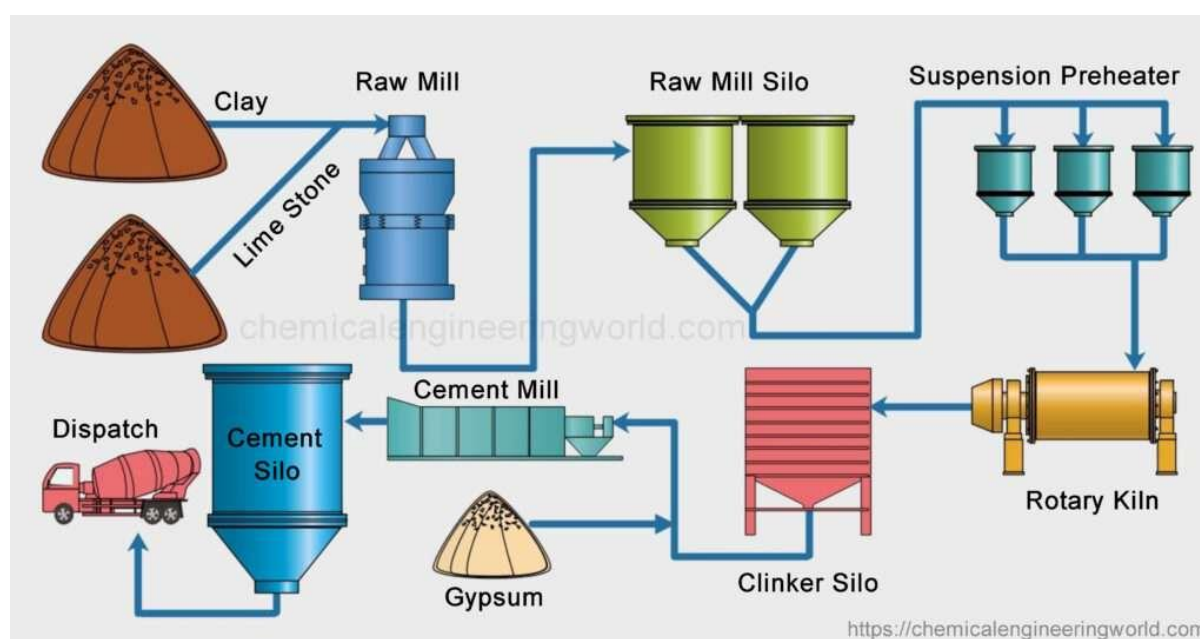 Clay
Lime Stone
Raw Mill
Raw Mill Silo
Suspension Preheater
chemicalengineeringworld.com
Rotary Kiln
Clinker Silo
Gypsum
Cement Mill
Cement
Silo
Dispatch
https://chemicalengineeringworld.com